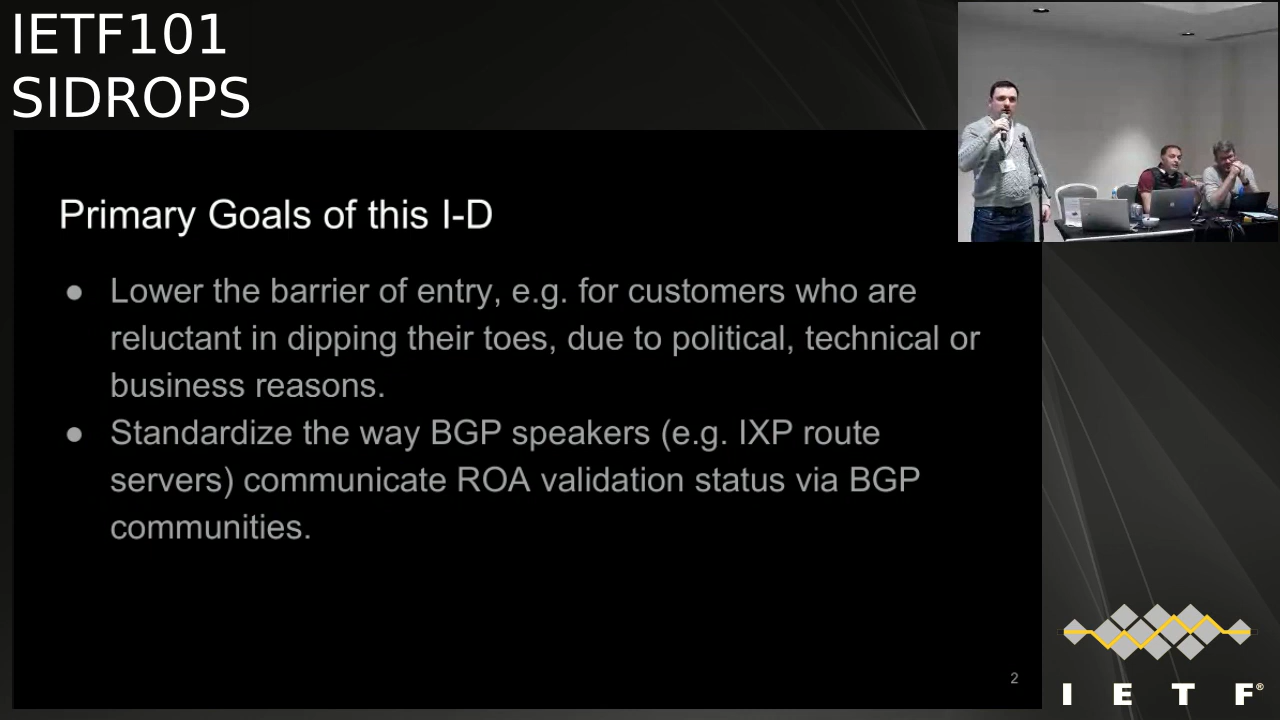 IETF101
SIDROPS
Primary Goals of this I-D
● Lower the barrier of entry, e.g. for customers who are
reluctant in dipping their toes, due to political, technical or
business reasons.
● Standardize the way BGP speakers (e.g. IXP route
servers) communicate ROA validation status via BGP
communities.
2
I E T F®